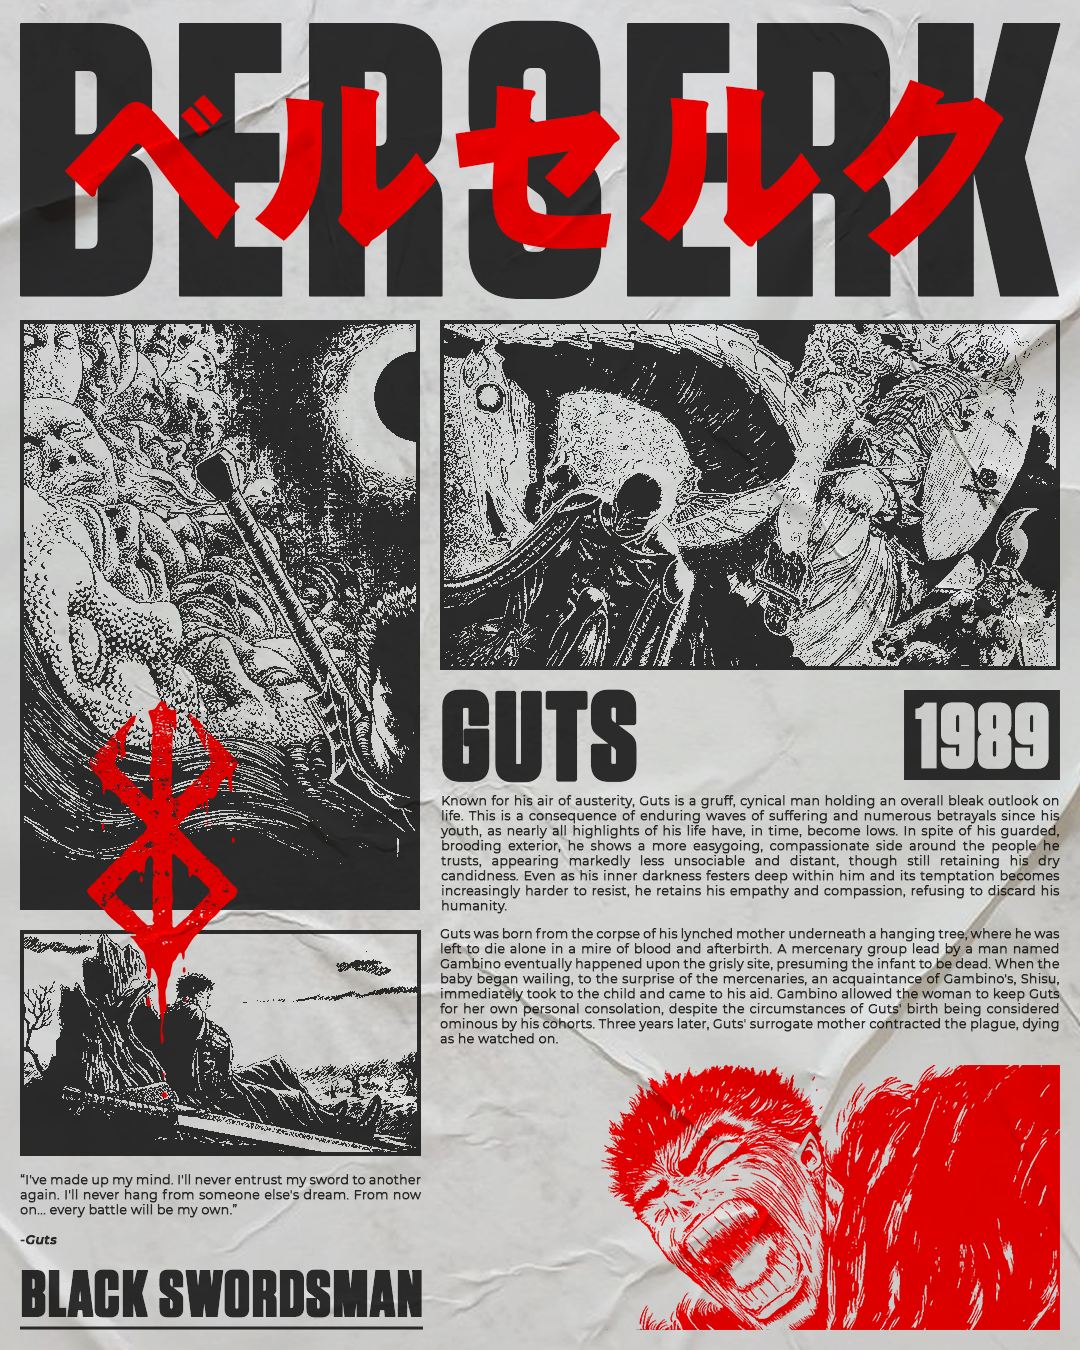 BERSERK
ベルセルク
GUTS
1989
Known for his air of austerity, Guts is a gruff, cynical man holding an overall bleak outlook on
life. This is a consequence of enduring waves of suffering and numerous betrayals since his
youth, as nearly all highlights of his life have, in time, become lows. In spite of his guarded,
brooding exterior, he shows a more easygoing, compassionate side around the people he
trusts, appearing markedly less unsociable and distant, though still retaining his dry
candidness. Even as his inner darkness festers deep within him and its temptation becomes
increasingly harder to resist, he retains his empathy and compassion, refusing to discard his
humanity.
Guts was born from the corpse of his lynched mother underneath a hanging tree, where he was
left to die alone in a mire of blood and afterbirth. A mercenary group lead by a man named
Gambino eventually happened upon the grisly site, presuming the infant to be dead. When the
baby began wailing, to the surprise of the mercenaries, an acquaintance of Gambino's, Shisu,
immediately took to the child and came to his aid. Gambino allowed the woman to keep Guts
for her own personal consolation, despite the circumstances of Guts' birth being considered
ominous by his cohorts. Three years later, Guts' surrogate mother contracted the plague, dying
as he watched on.
“I've made up my mind. I'll never entrust my sword to another
again. I'll never hang from someone else's dream. From now
on... every battle will be my own.”
-Guts
BLACK SWORDSMAN